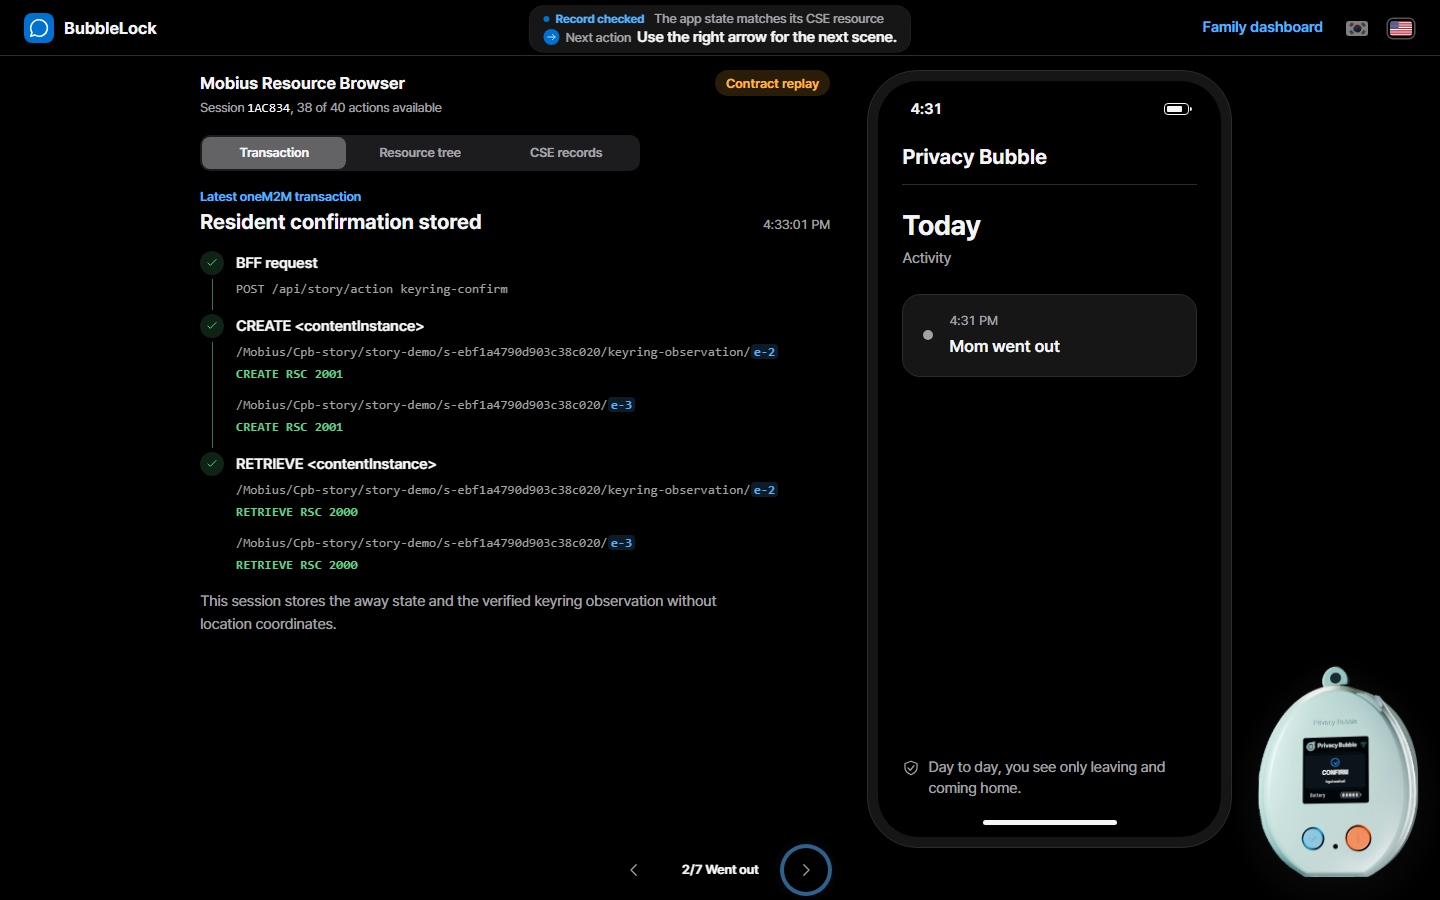 BubbleLock
Record checked The app state matches its CSE resource
Next action Use the right arrow for the next scene.
Family dashboard
Mobius Resource Browser
Contract replay
Session 1AC834, 38 of 40 actions available
Transaction Resource tree CSE records
Latest oneM2M transaction
Resident confirmation stored
4:33:01 PM
BFF request
POST /api/story/action keyring-confirm
CREATE <contentInstance>
/Mobius/Cpb-story/story-demo/s-ebf1a4790d903c38c020/keyring-observation/e-2
CREATE RSC 2001
/Mobius/Cpb-story/story-demo/s-ebf1a4790d903c38c020/e-3
CREATE RSC 2001
RETRIEVE <contentInstance>
/Mobius/Cpb-story/story-demo/s-ebf1a4790d903c38c020/keyring-observation/e-2
RETRIEVE RSC 2000
/Mobius/Cpb-story/story-demo/s-ebf1a4790d903c38c020/e-3
RETRIEVE RSC 2000
This session stores the away state and the verified keyring observation without
location coordinates.
2/7 Went out
4:31
Privacy Bubble
Today
Activity
4:31 PM
Mom went out
Day to day, you see only leaving and
coming home.
Privacy Bubble
Privacy Bubble
CONFIRM
Battery